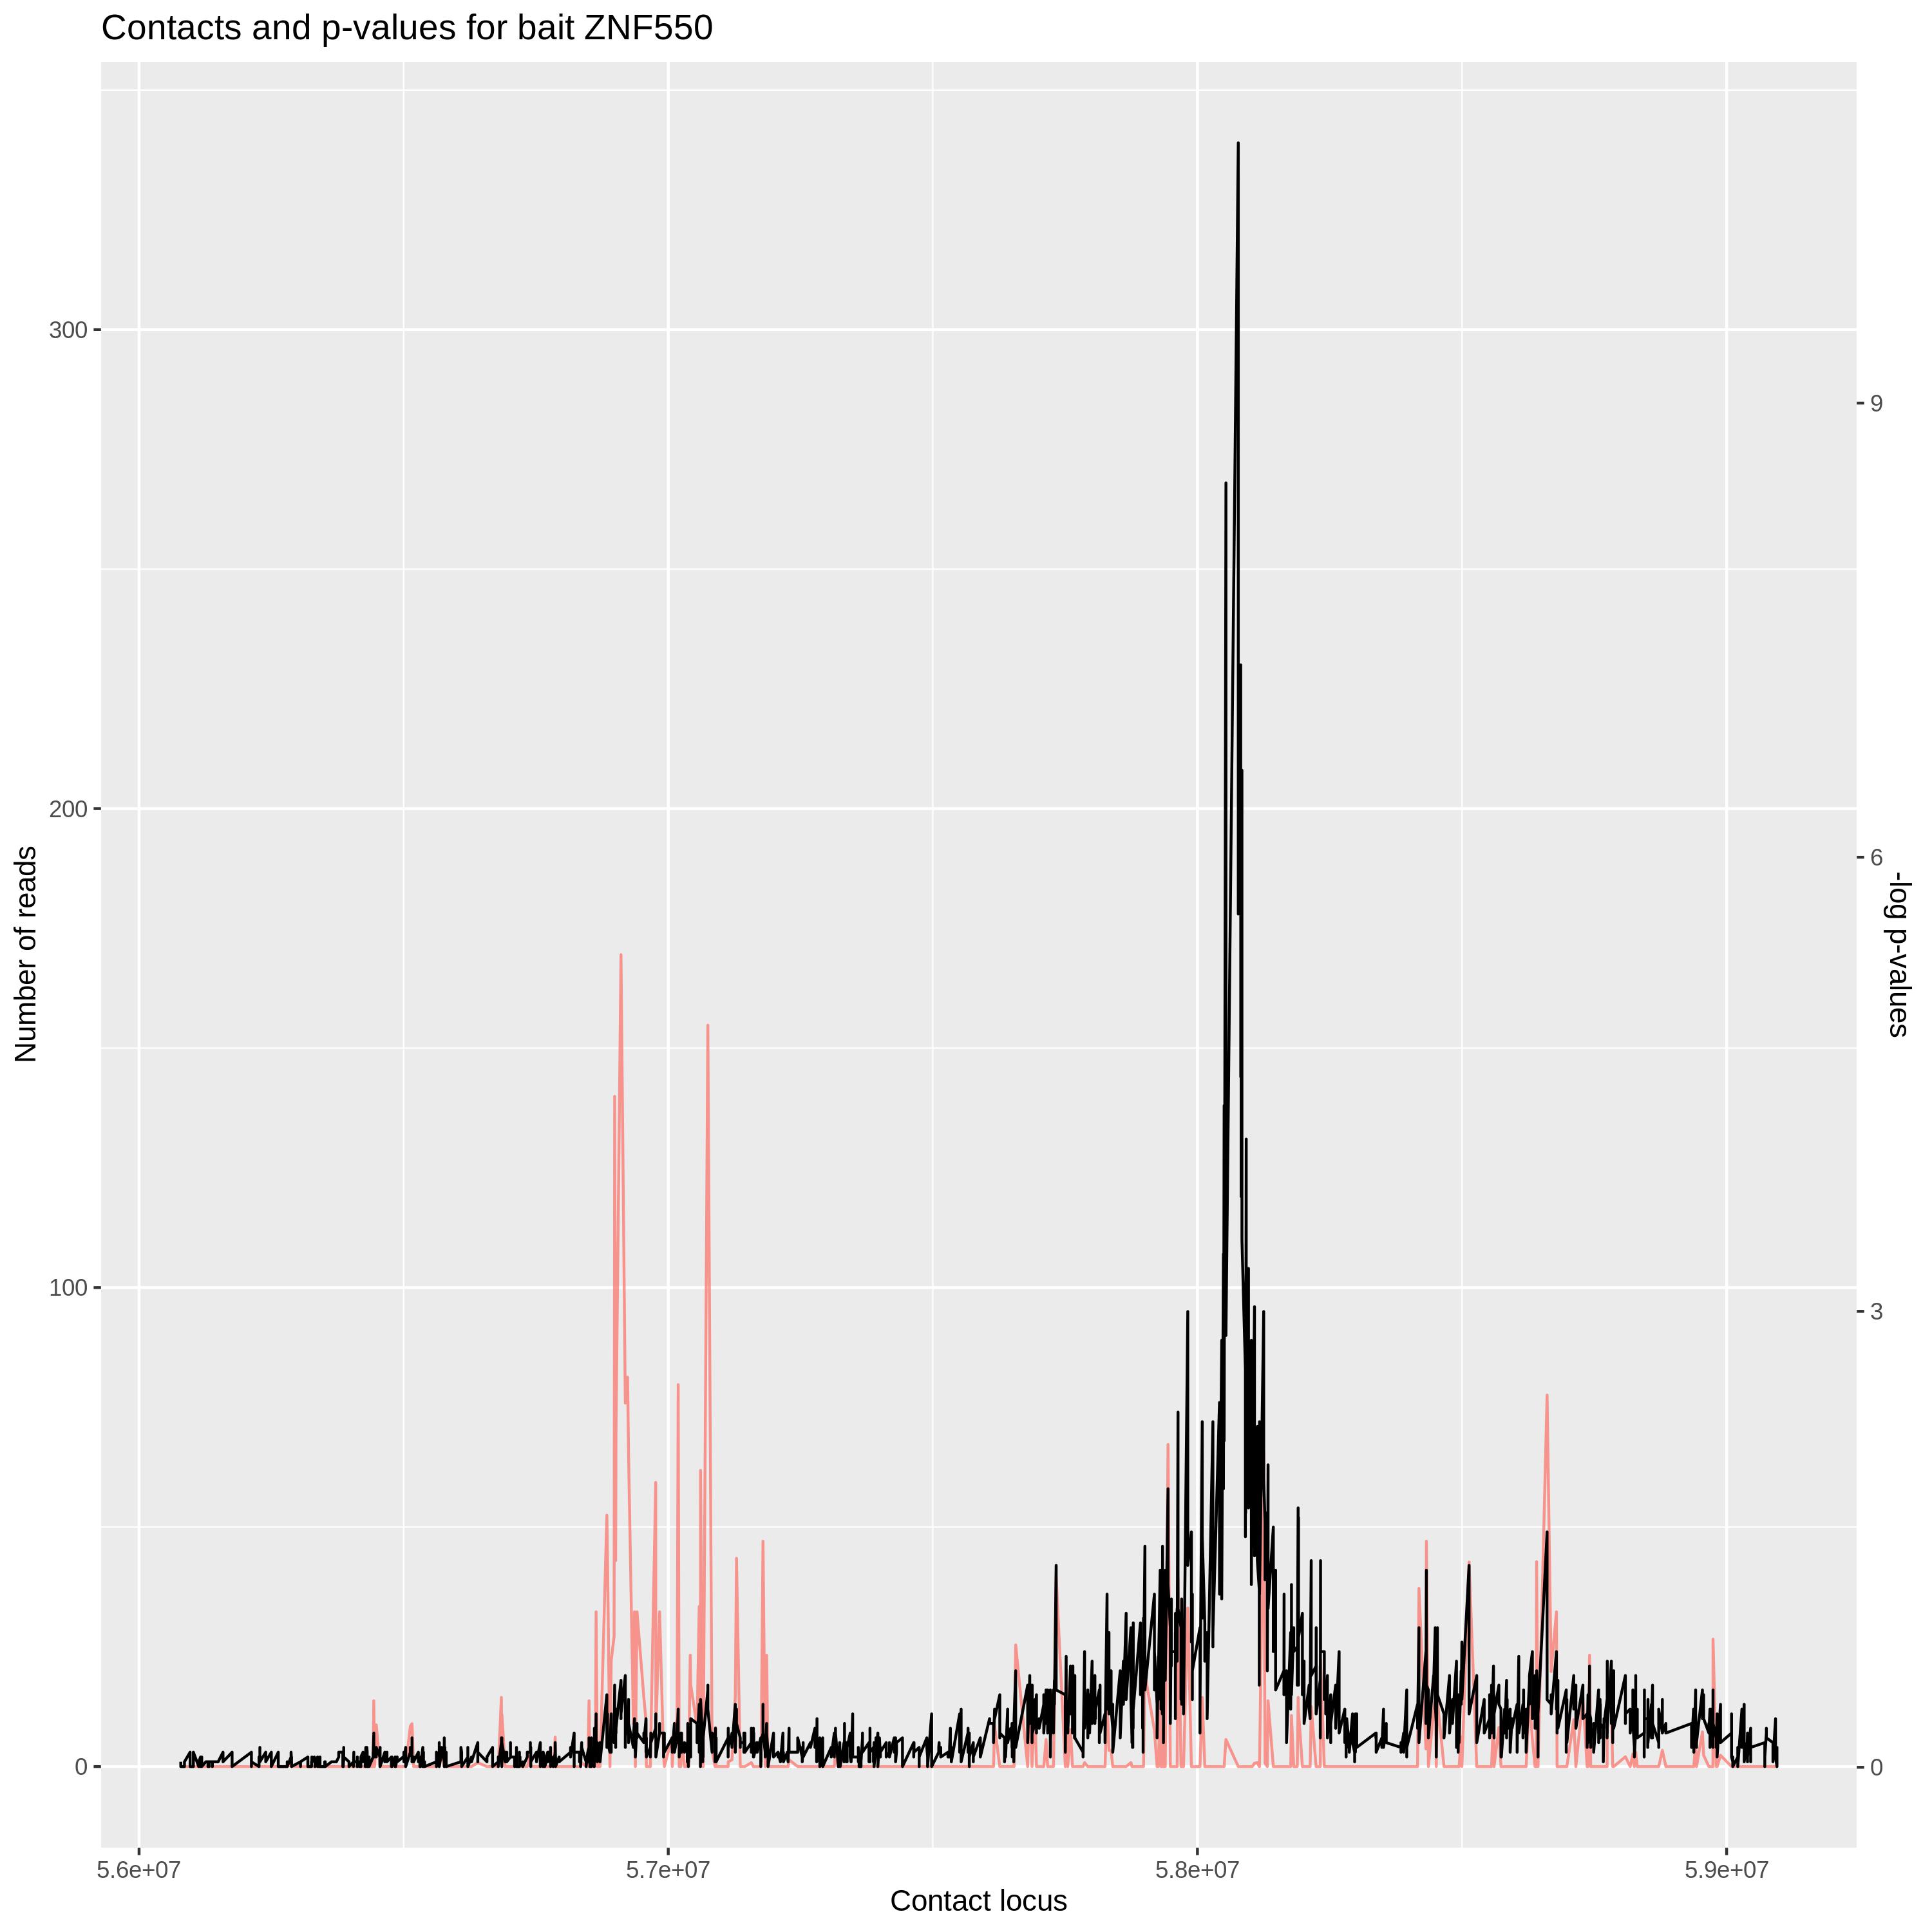 Contacts and p-values for bait ZNF550
300
200
100
0
Number of reads
9
6
3
0
-log p-values
5.6e+07
5.7e+07
5.8e+07
5.9e+07
Contact locus